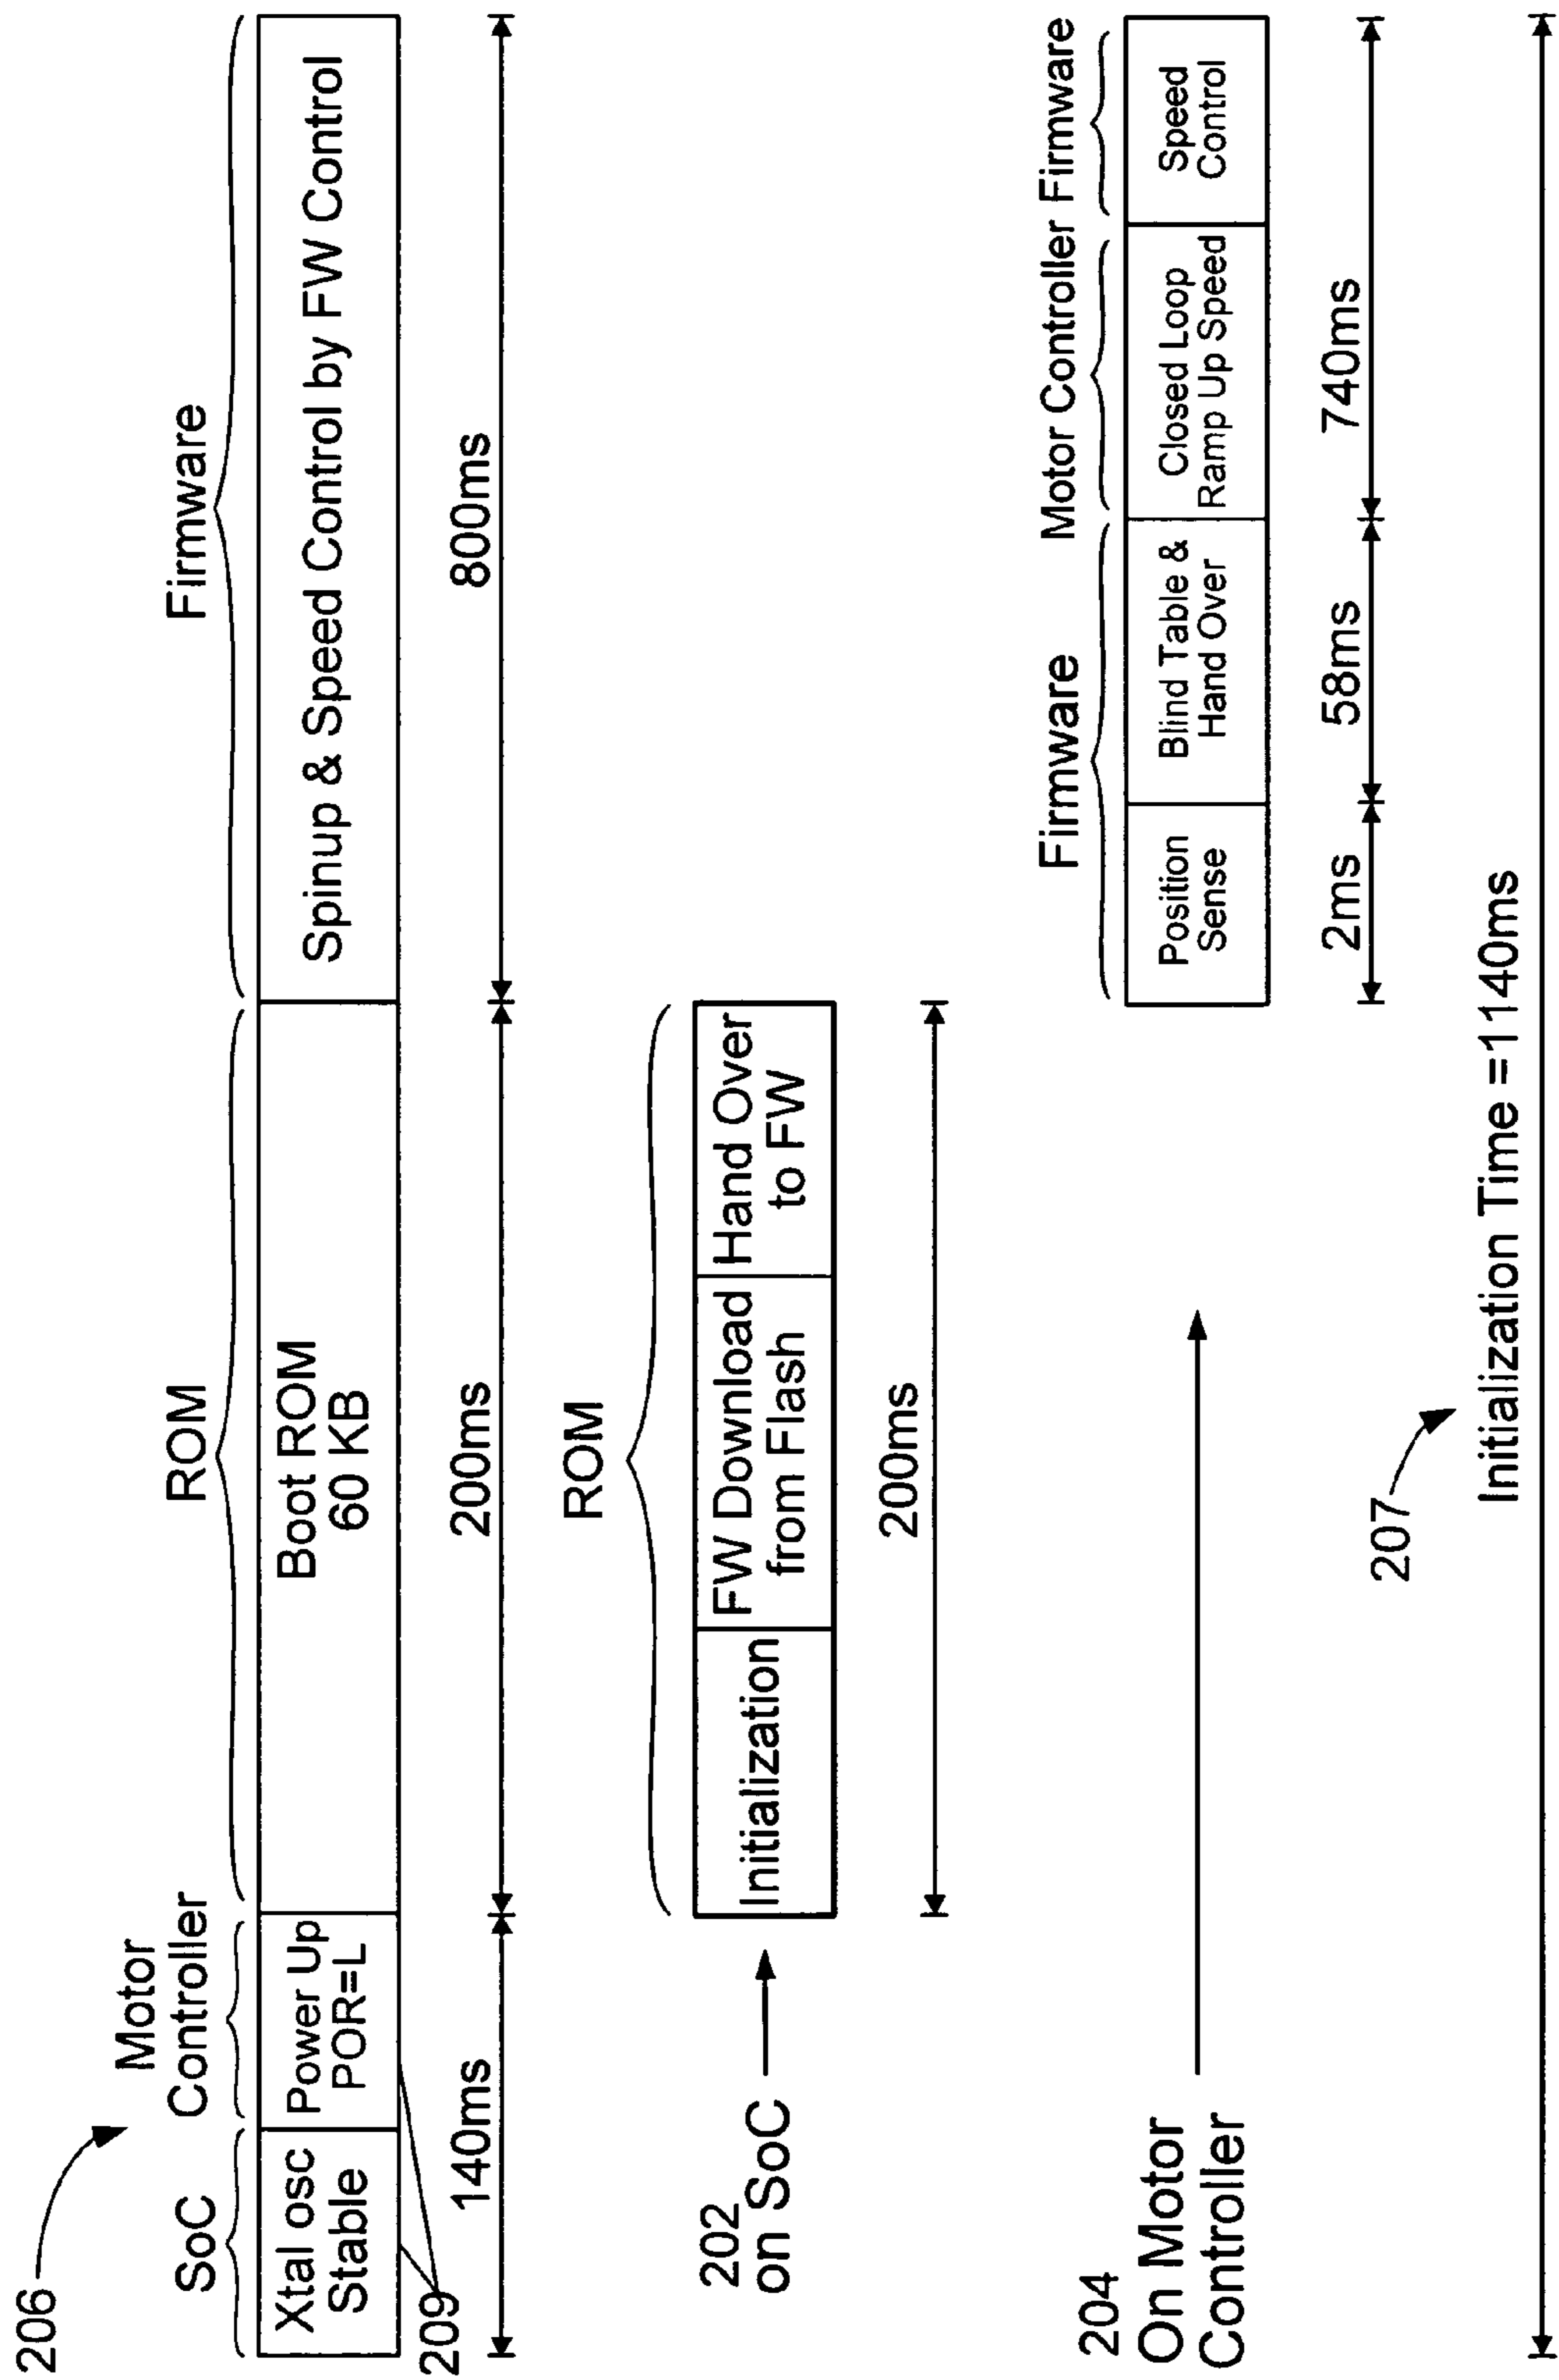 206
SoC
Motor
Controller
ROM
Firmware
Xtal osc
Stable
Power Up
POR=L
Boot ROM
60 KB
Spinup & Speed Control by FW Control
209
140ms
200ms
800ms
ROM
202
on SoC
Initialization
FW Download
from Flash
Hand Over
to FW
200ms
204
On Motor
Controller
Firmware
Motor Controller Firmware
Position
Sense
Blind Table &
Hand Over
Closed Loop
Ramp Up Speed
Speed
Control
2ms
58ms
740ms
207
Initialization Time =1140ms